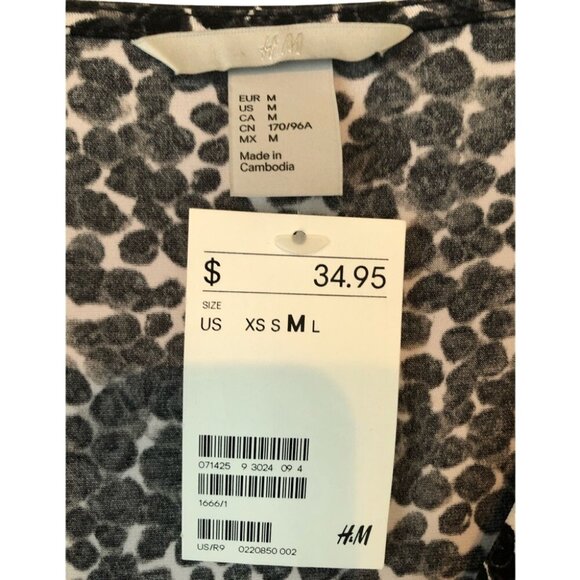 H&M
EUR M
US M
CA M
CN 170/96A
MX M
Made in
Cambodia
$ 34.95
SIZE
US XS S M L
071425 9 3024 09 4
1666/1
US/R9 0220850 002
H&M